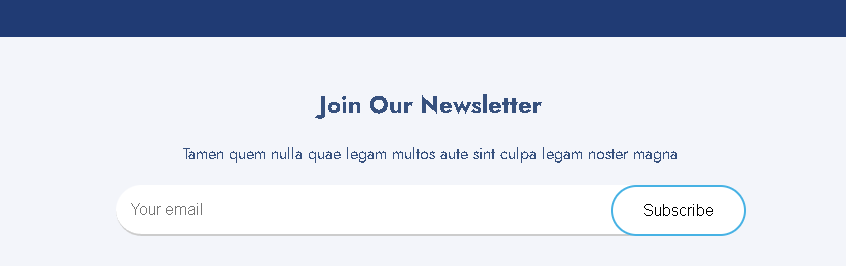 Join Our Newsletter
Tamen quem nulla quae legam multos aute sint culpa legam noster magna
Your email
Subscribe